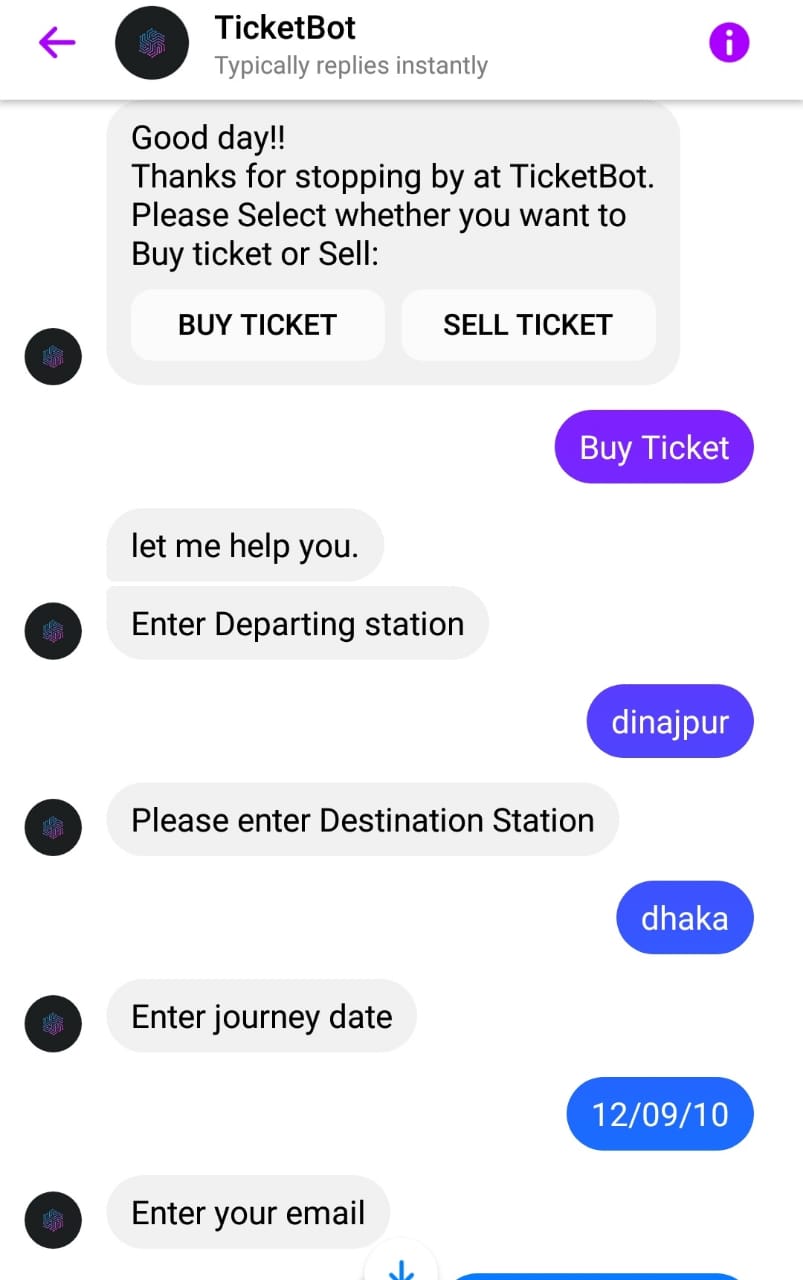 TicketBot
Typically replies instantly
Good day!!
Thanks for stopping by at TicketBot.
Please Select whether you want to
Buy ticket or Sell:
BUY TICKET
SELL TICKET
Buy Ticket
let me help you.
Enter Departing station
dinajpur
Please enter Destination Station
dhaka
Enter journey date
12/09/10
Enter your email